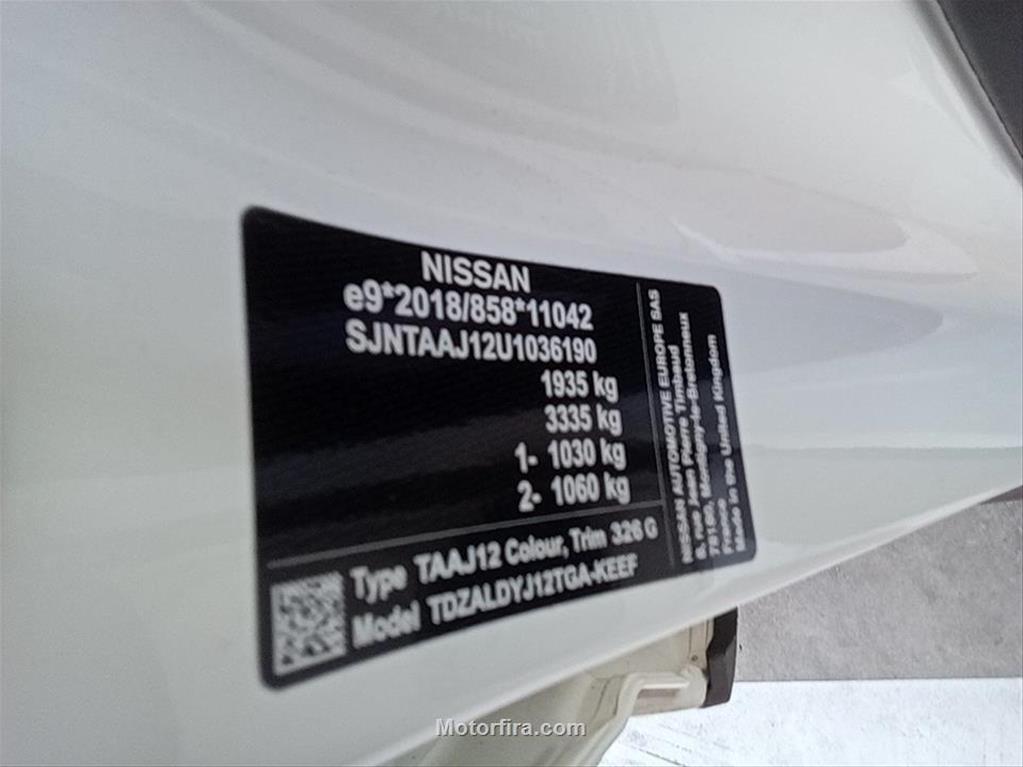 NISSAN
e9*2018/858*11042
SJNTAAJ12U1036190
1935 kg
3335 kg
1- 1030 kg
2- 1060 kg
Type TAAJ12 Colour, Trim 326 G
Model TDZALDYJ12TGA-KEEF
NISSAN AUTOMOTIVE EUROPE SAS
8, rue Jean Pierre Timbaud
78180, Montigny-le-Bretonneux
France
Made in the United Kingdom
Motorfira.com